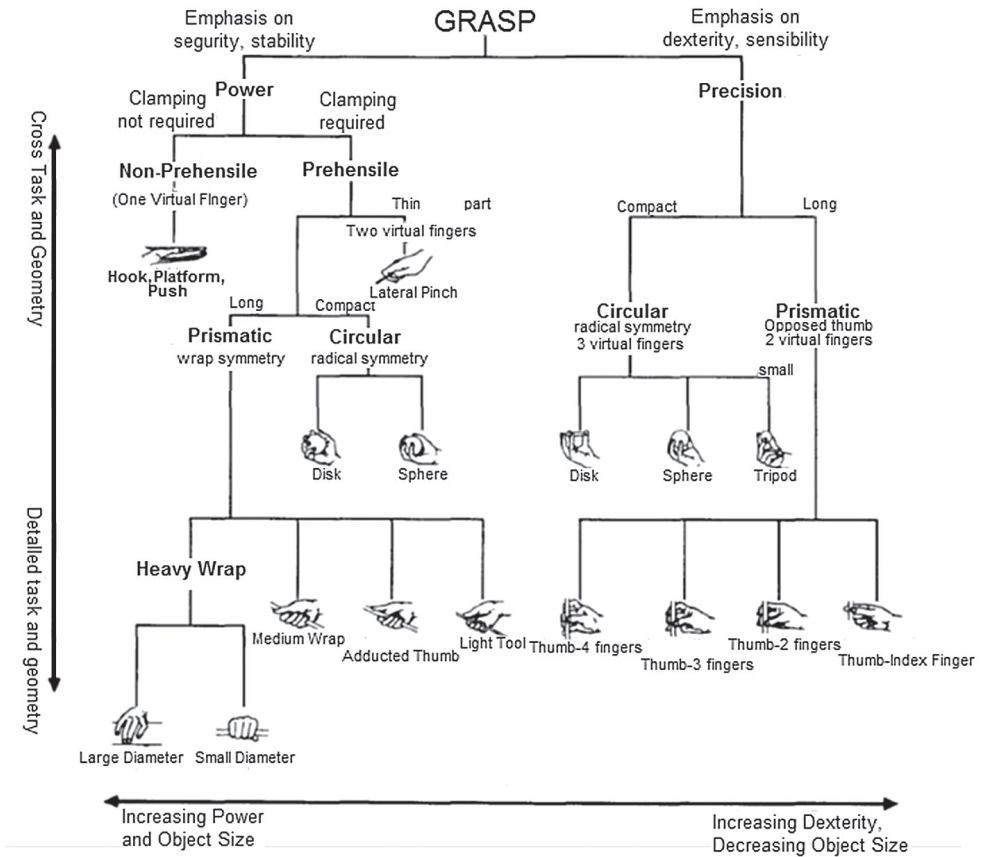 GRASP
Emphasis on
segurity, stability
Emphasis on
dexterity, sensibility
Power
Precision
Clamping
not required
Clamping
required
Non-Prehensile
(One Virtual FInger)
Prehensile
Thin part
Two virtual fingers
Compact
Long
Hook,Platform,
Push
Lateral Pinch
Long
Compact
Prismatic
wrap symmetry
Circular
radical symmetry
Circular
radical symmetry
3 virtual fingers
Prismatic
Opposed thumb
2 virtual fingers
small
Disk
Sphere
Disk
Sphere
Tripod
Heavy Wrap
Medium Wrap
Adducted Thumb
Light Tool
Thumb-4 fingers
Thumb-3 fingers
Thumb-2 fingers
Thumb-Index Finger
Large Diameter
Small Diameter
Cross Task and Geometry
Detalled task and geometry
Increasing Power
and Object Size
Increasing Dexterity,
Decreasing Object Size